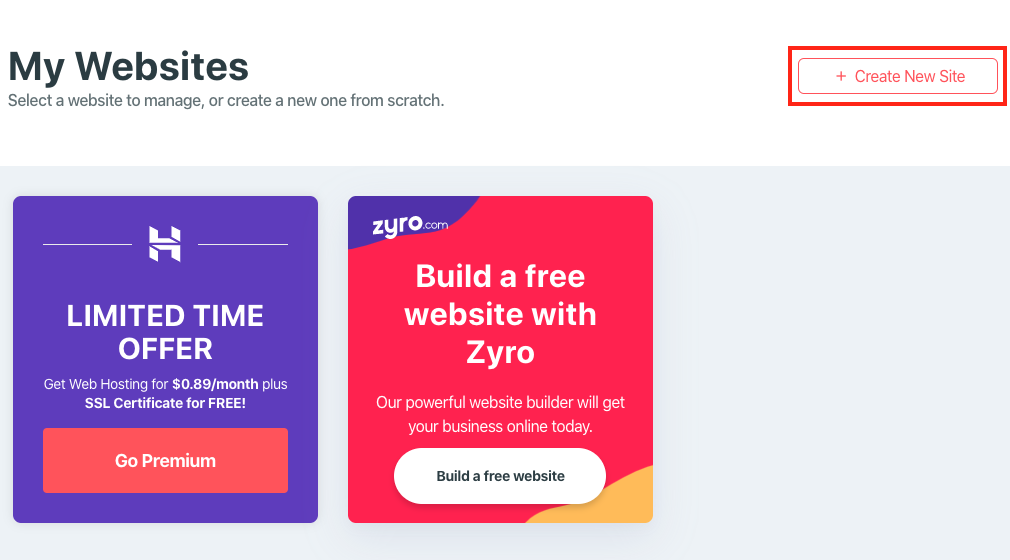 My Websites
Select a website to manage, or create a new one from scratch.
+ Create New Site
LIMITED TIME
OFFER
Get Web Hosting for $0.89/month plus
SSL Certificate for FREE!
Go Premium
zyro.com
Build a free
website with
Zyro
Our powerful website builder will get
your business online today.
Build a free website